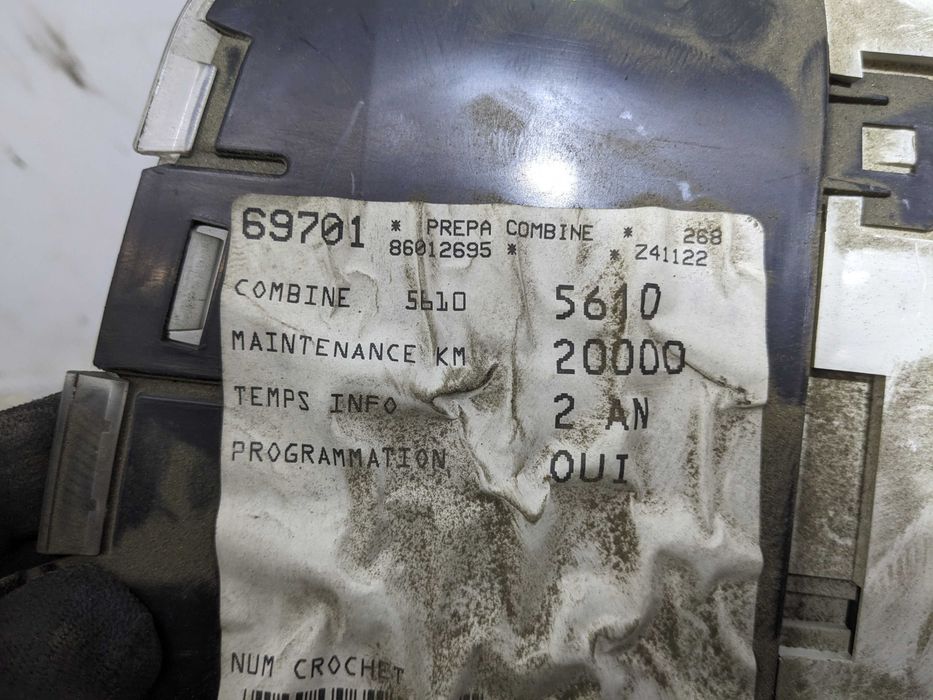 69701 * PREPA COMBINE * 268
86012695 * * Z41122
COMBINE 5610 5610
MAINTENANCE KM 20000
TEMPS INFO 2 AN
PROGRAMMATION OUI
NUM CROCHET